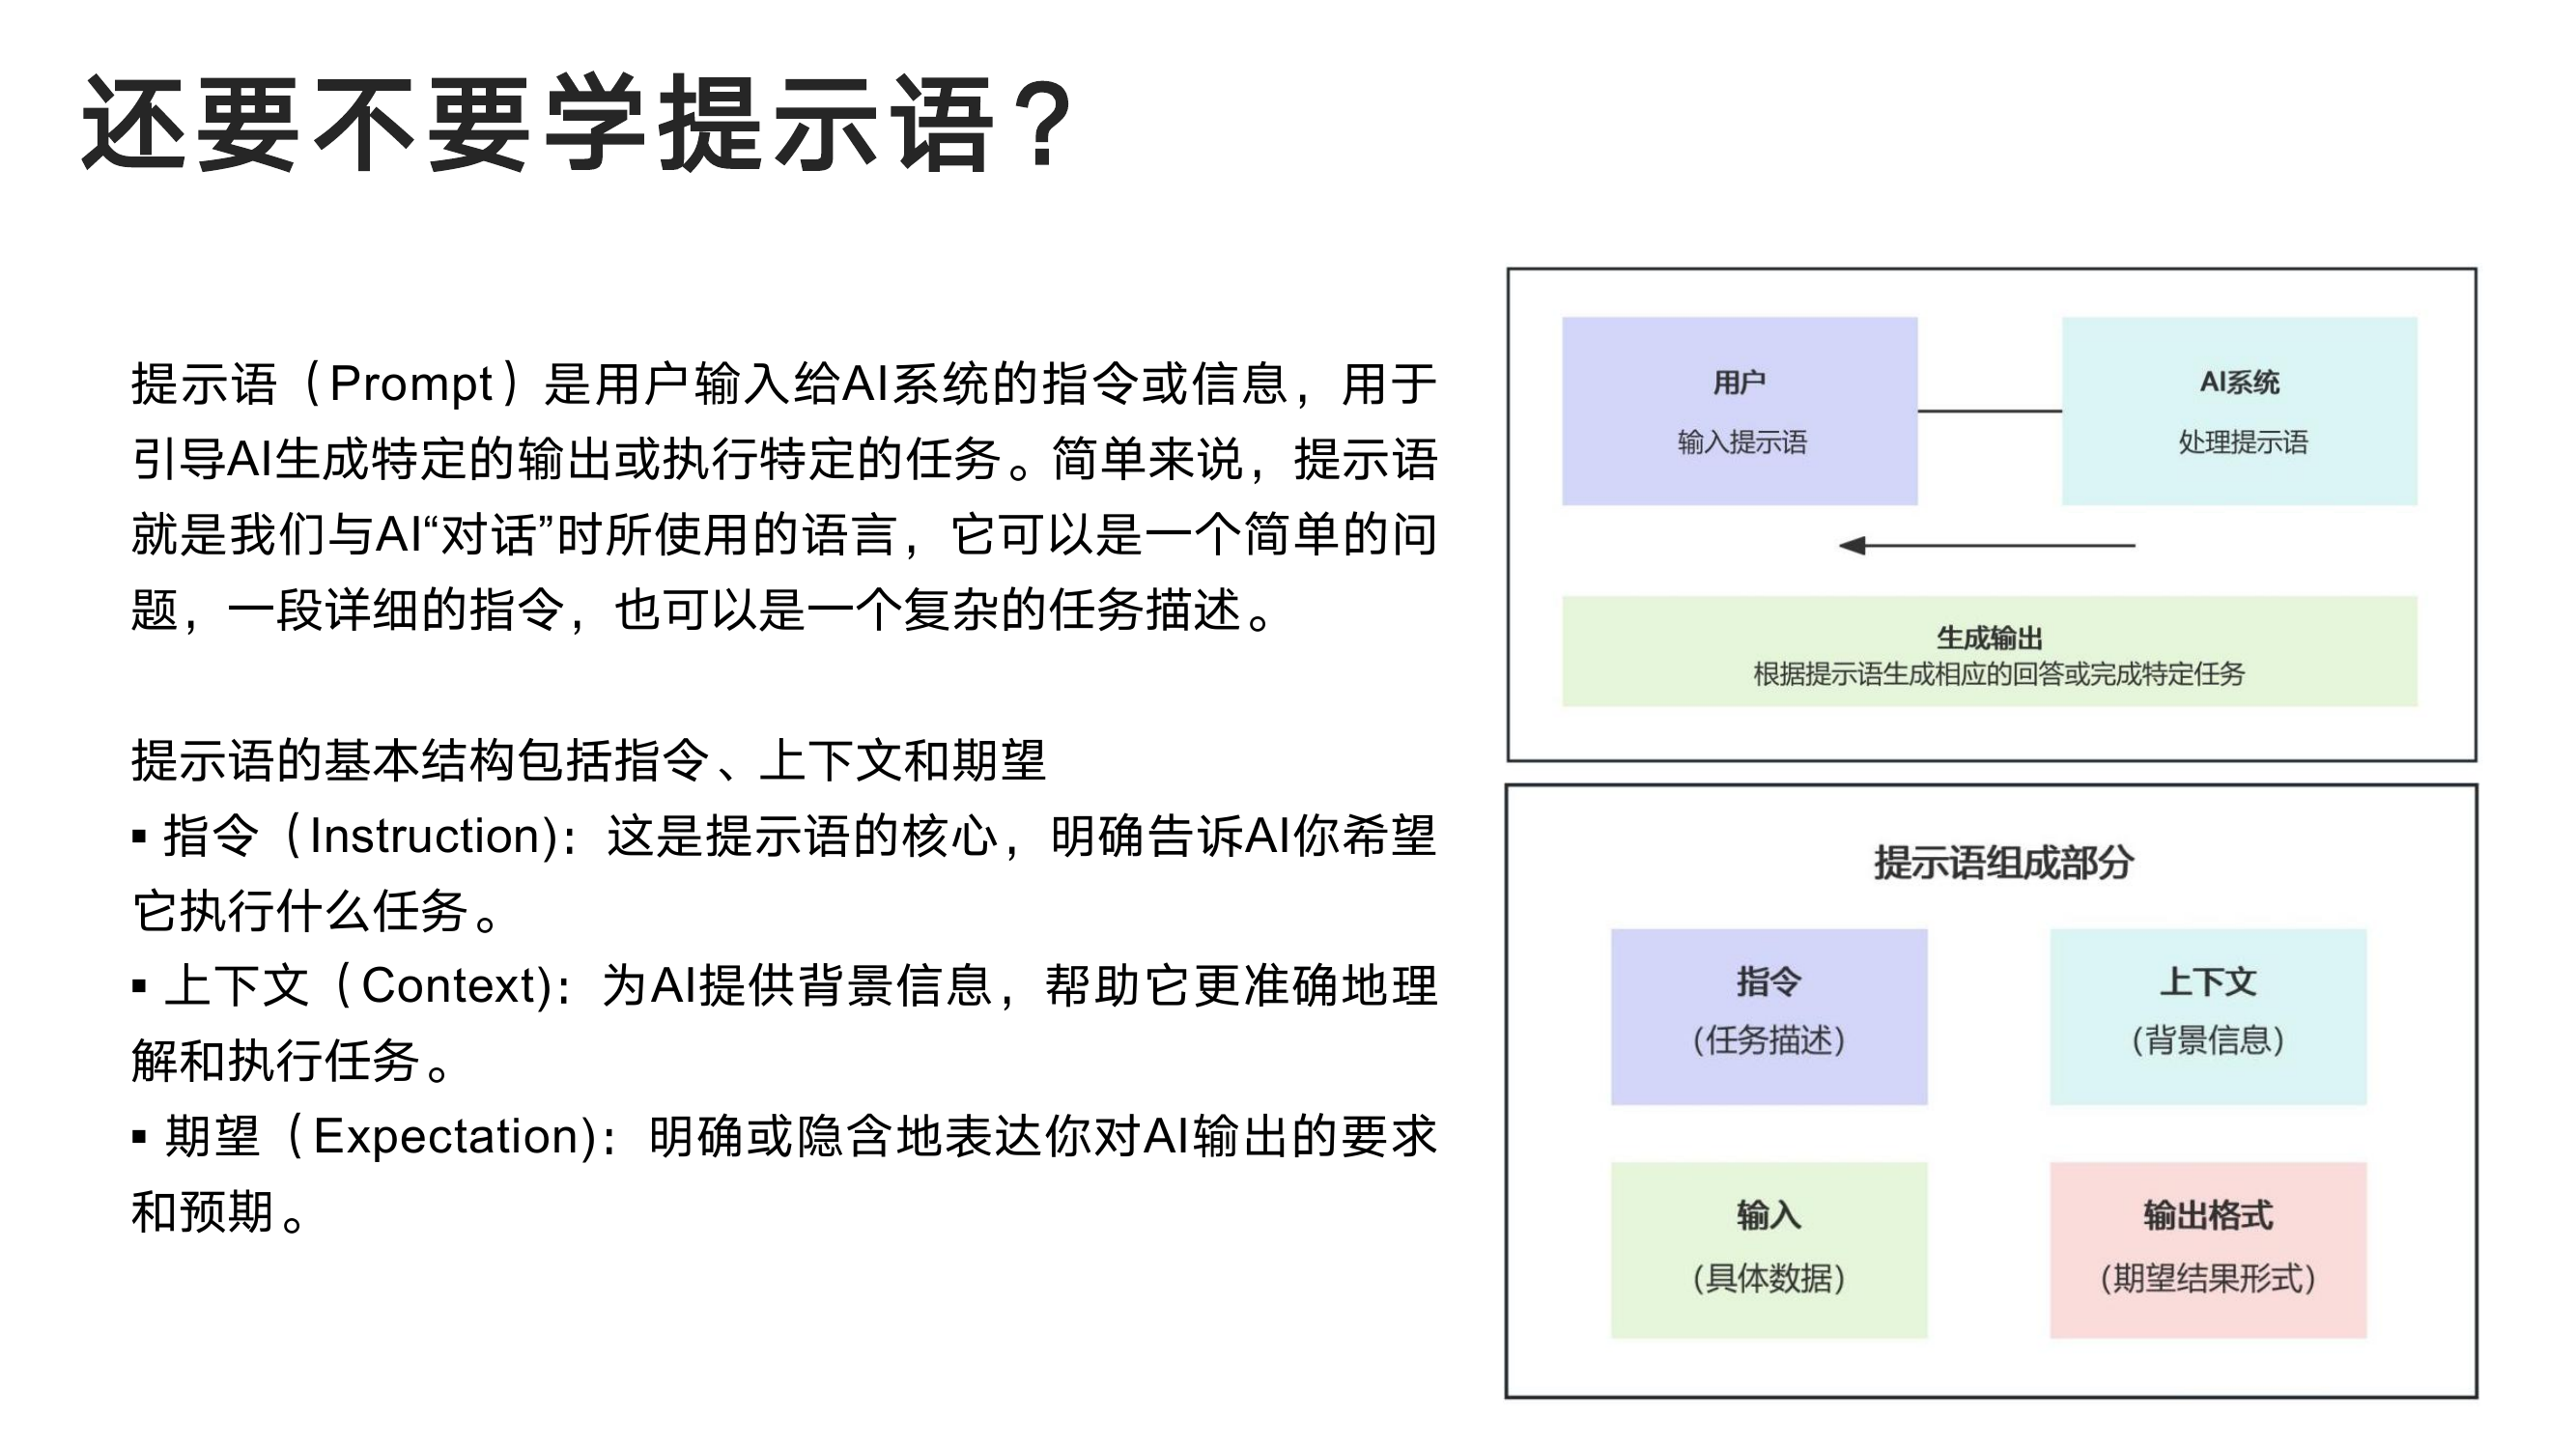 还要不要学提示语？
提示语（Prompt）是用户输入给AI系统的指令或信息，用于
引导AI生成特定的输出或执行特定的任务。简单来说，提示语
就是我们与AI“对话”时所使用的语言，它可以是一个简单的问
题，一段详细的指令，也可以是一个复杂的任务描述。
提示语的基本结构包括指令、上下文和期望
▪ 指令（Instruction)：这是提示语的核心，明确告诉AI你希望
它执行什么任务。
▪ 上下文（Context)：为AI提供背景信息，帮助它更准确地理
解和执行任务。
▪ 期望（Expectation)：明确或隐含地表达你对AI输出的要求
和预期。
用户
输入提示语
AI系统
处理提示语
生成输出
根据提示语生成相应的回答或完成特定任务
提示语组成部分
指令
（任务描述）
上下文
（背景信息）
输入
（具体数据）
输出格式
（期望结果形式）